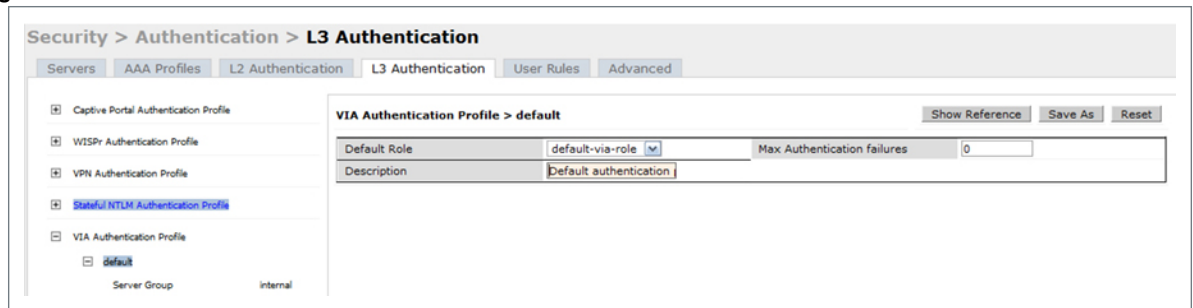 Security > Authentication > L3 Authentication
Servers AAA Profiles L2 Authentication L3 Authentication User Rules Advanced
Captive Portal Authentication Profile
WISPr Authentication Profile
VPN Authentication Profile
Stateful NTLM Authentication Profile
VIA Authentication Profile
default
Server Group internal
VIA Authentication Profile > default Show Reference Save As Reset
Default Role default-via-role Max Authentication failures 0
Description Default authentication